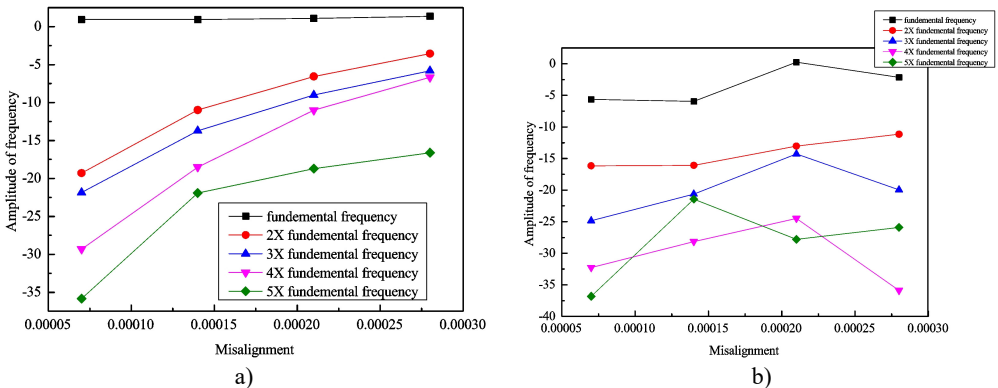 0
-5
-10
-15
-20
-25
-30
-35
0.00005 0.00010 0.00015 0.00020 0.00025 0.00030
Amplitude of frequency
Misalignment
fundemental frequency
2X fundemental frequency
3X fundemental frequency
4X fundemental frequency
5X fundemental frequency
a)
fundemental frequency
2X fundemental frequency
3X fundemental frequency
4X fundemental frequency
5X fundemental frequency
0
-5
-10
-15
-20
-25
-30
-35
-40
0.00005 0.00010 0.00015 0.00020 0.00025 0.00030
Amplitude of frequency
Misalignment
b)